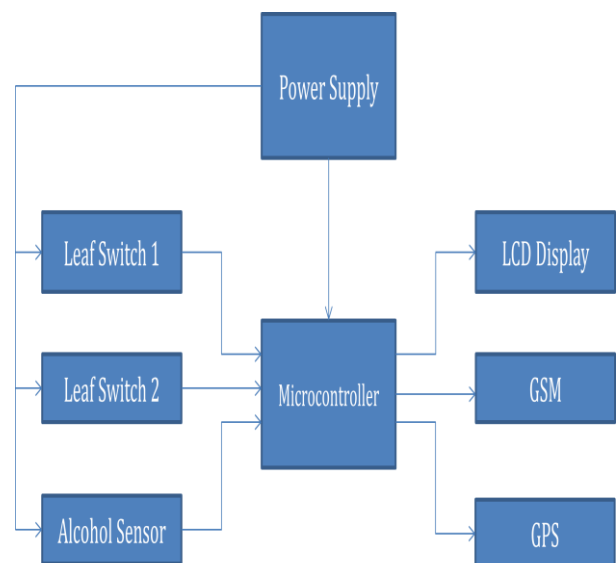 Power Supply
Leaf Switch 1
LCD Display
Leaf Switch 2
Microcontroller
GSM
Alcohol Sensor
GPS